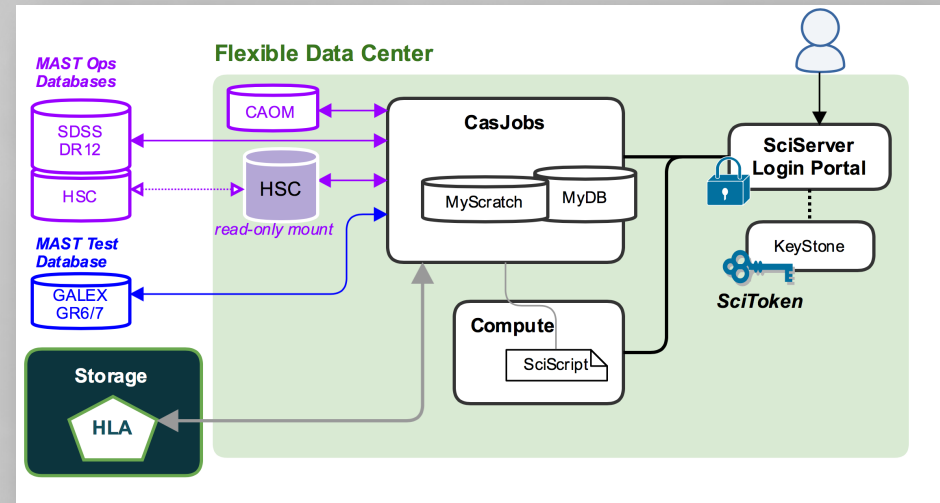 Flexible Data Center
MAST Ops
Databases
SDSS
DR12
HSC
CAOM
HSC
read-only mount
MAST Test
Database
GALEX
GR6/7
Storage
HLA
CasJobs
MyScratch
MyDB
Compute
SciScript
SciServer
Login Portal
KeyStone
SciToken